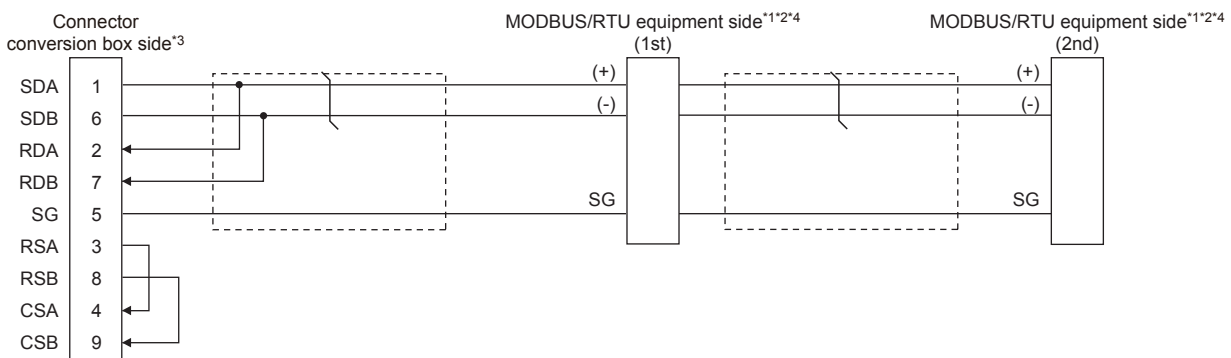 Connector
conversion box side*3
MODBUS/RTU equipment side*1*2*4
(1st)
MODBUS/RTU equipment side*1*2*4
(2nd)
SDA 1 (+) (+)
SDB 6 (-) (-)
RDA 2
RDB 7
SG 5 SG SG
RSA 3
RSB 8
CSA 4
CSB 9